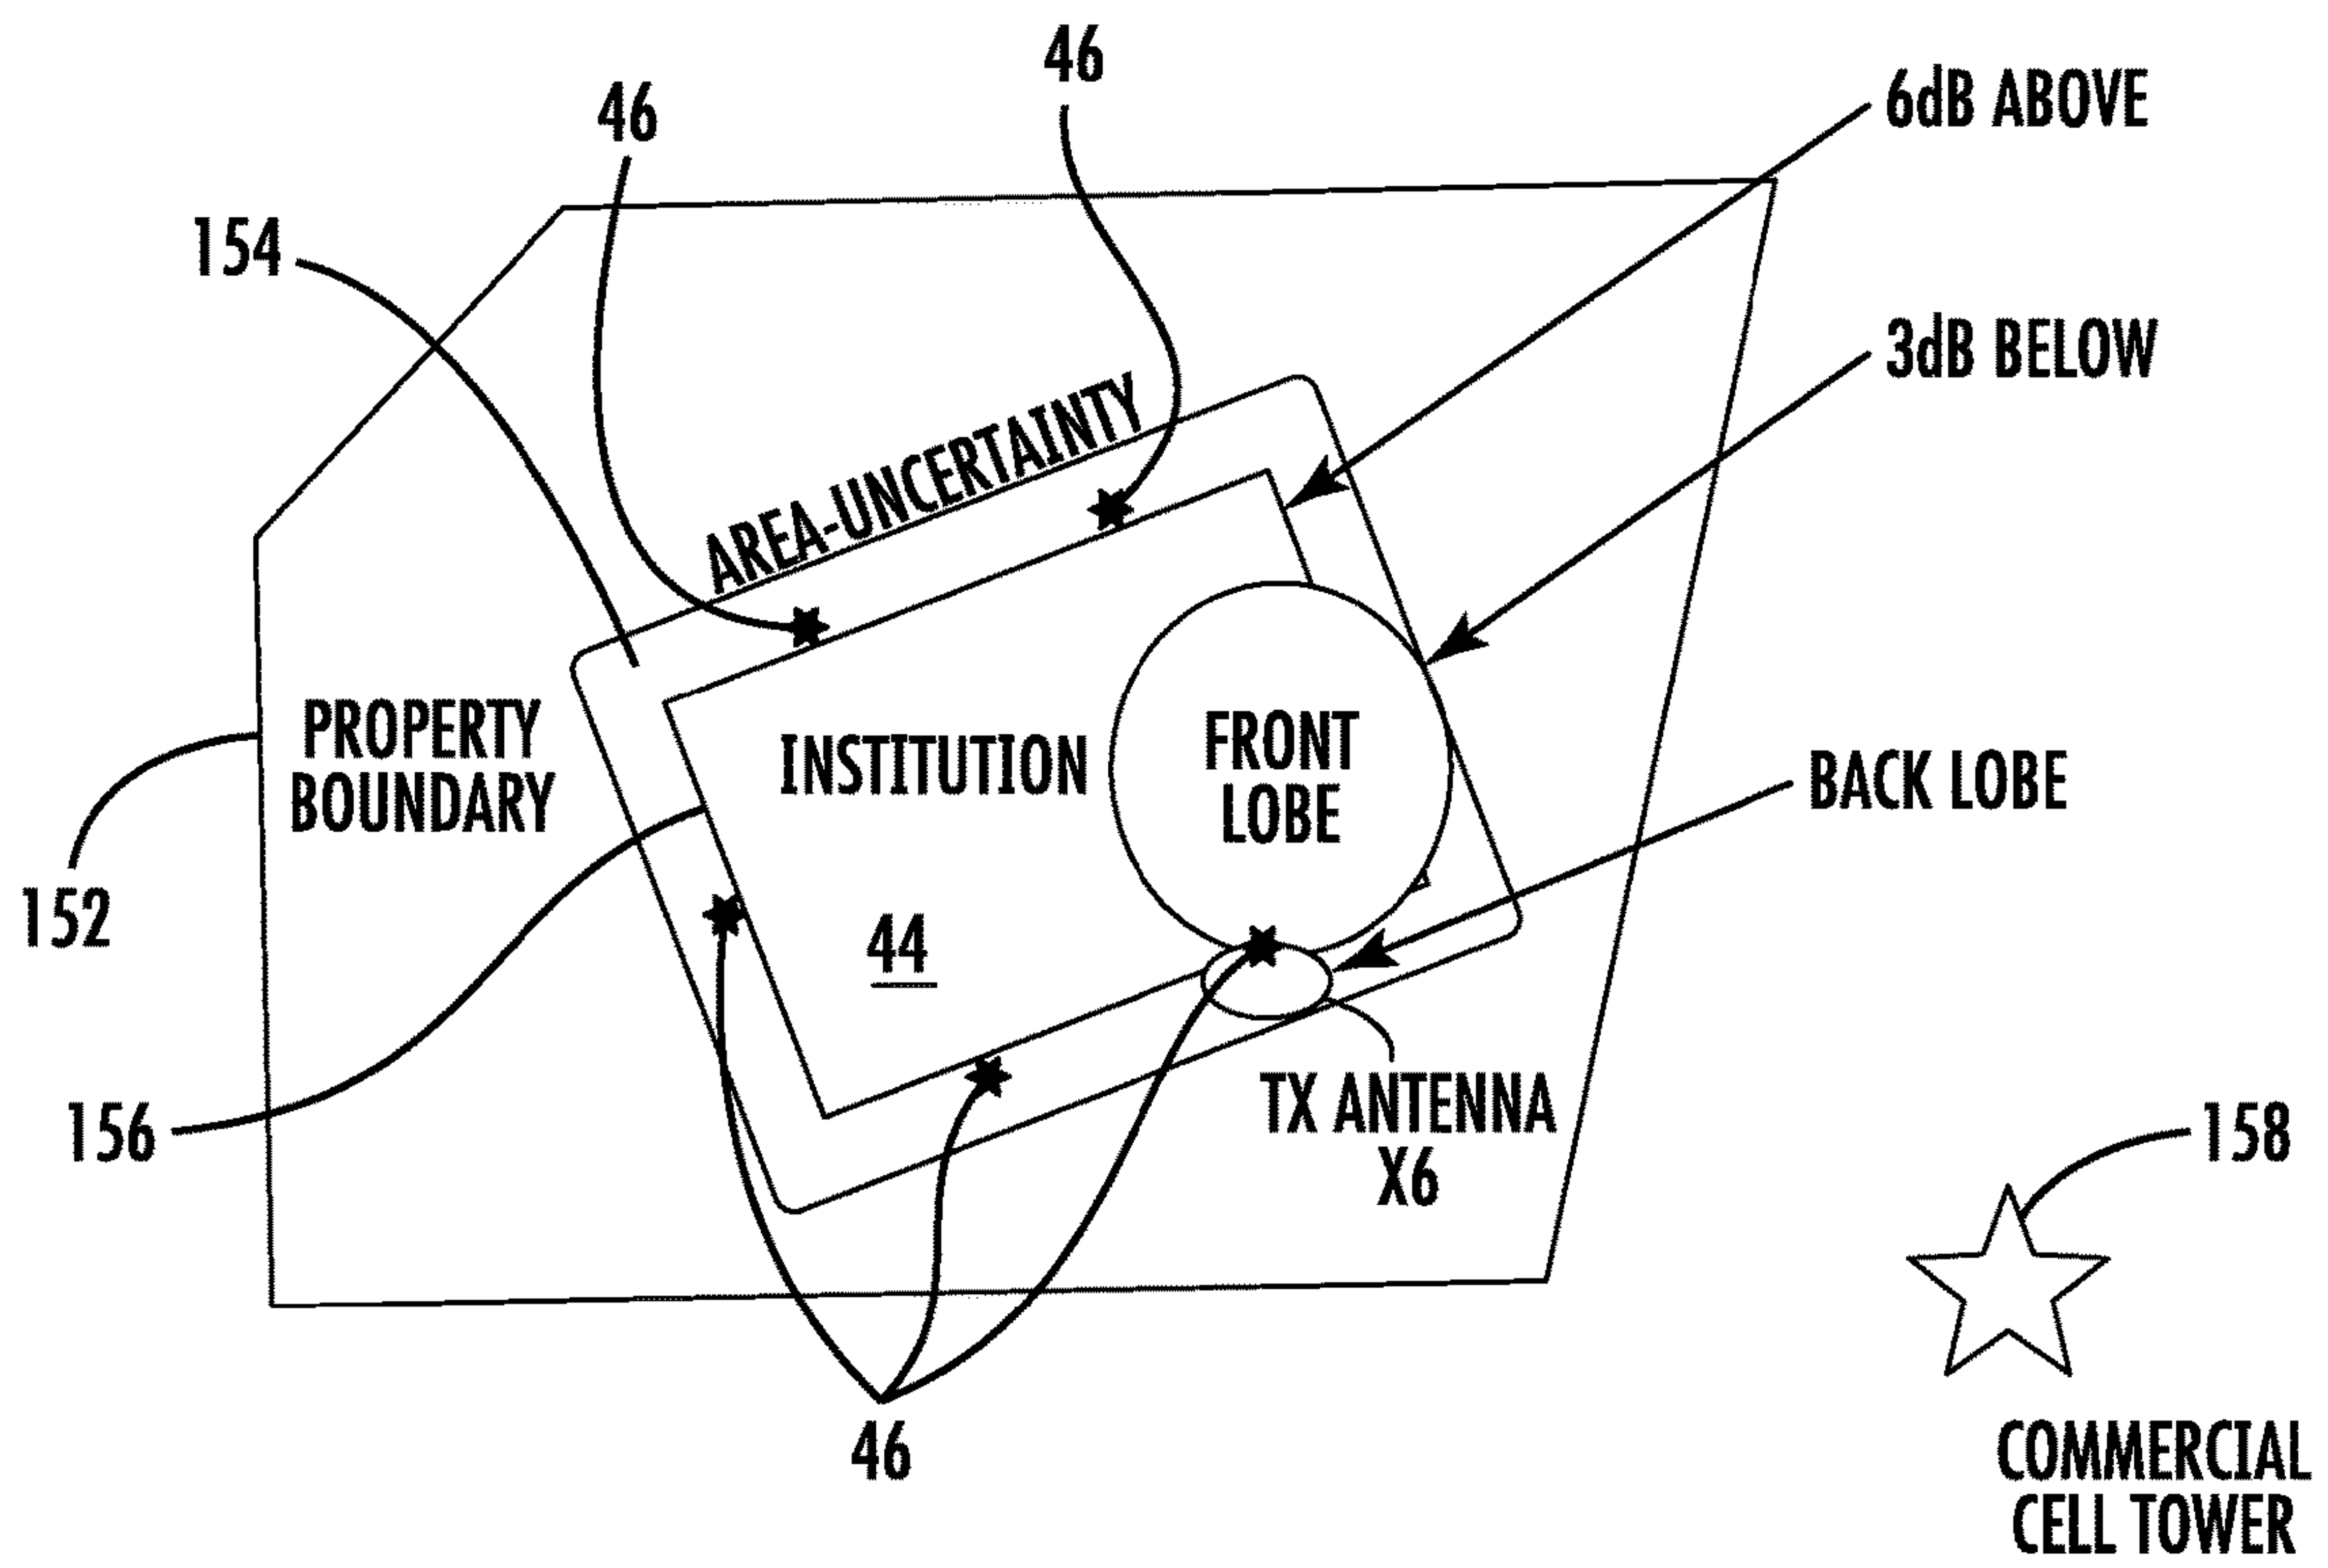 46
46
6dB ABOVE
154
3dB BELOW
AREA-UNCERTAINTY
PROPERTY
BOUNDARY
INSTITUTION
FRONT
LOBE
BACK LOBE
152
44
TX ANTENNA
X6
156
158
46
COMMERCIAL
CELL TOWER